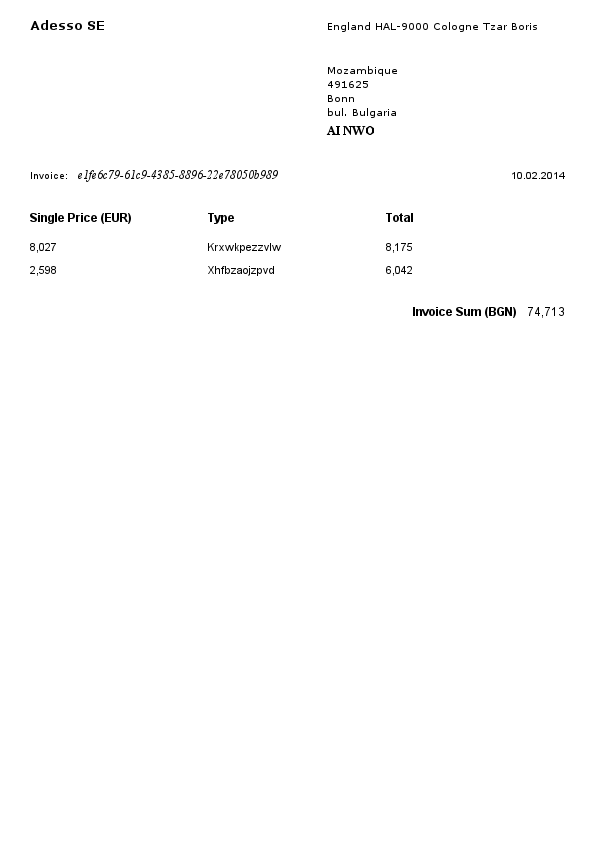 Adesso SE England HAL-9000 Cologne Tzar Boris
Mozambique
491625
Bonn
bul. Bulgaria
AI NWO
Invoice: e1fe6c79-61c9-4385-8896-22e78050b989 10.02.2014
Single Price (EUR) Type Total
8,027 Krxwkpezzvlw 8,175
2,598 Xhfbzaojzpvd 6,042
Invoice Sum (BGN) 74,713